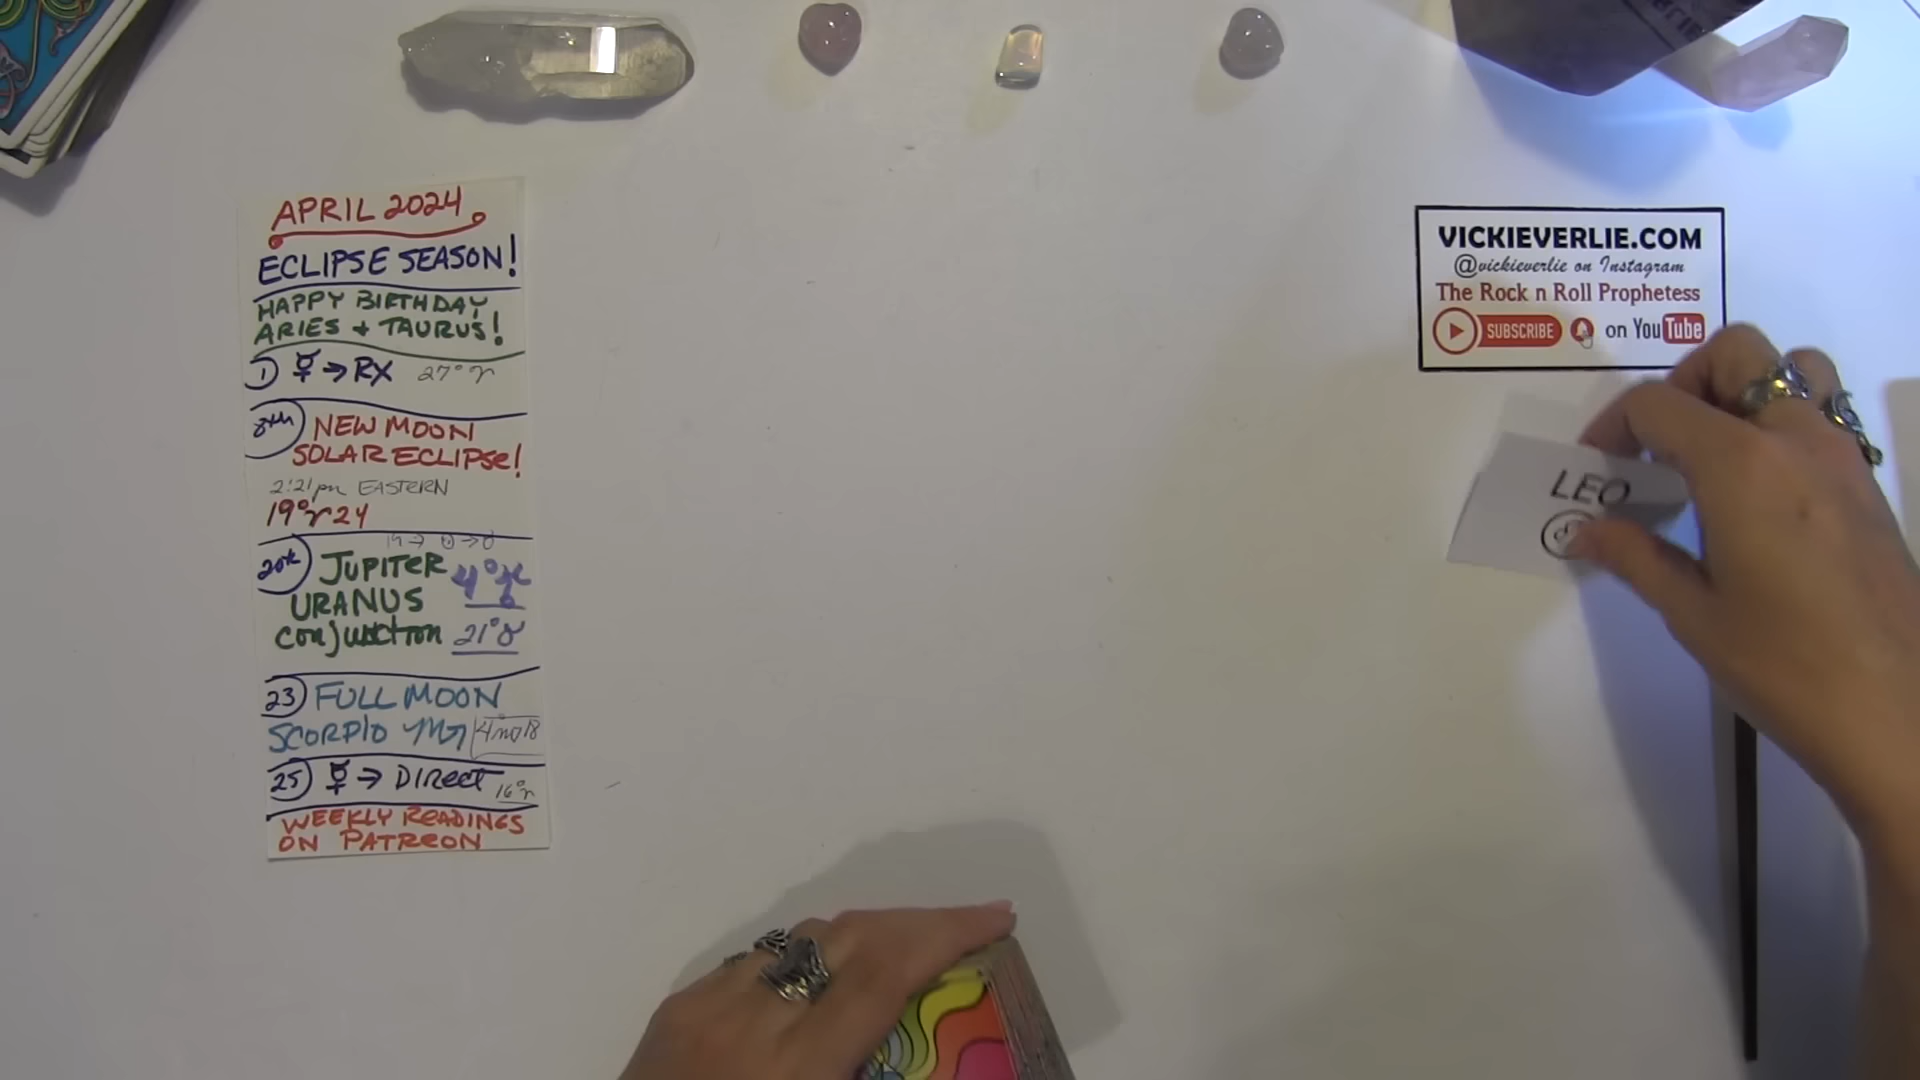 APRIL 2024
ECLIPSE SEASON!
HAPPY BIRTHDAY
ARIES + TAURUS!
1 ☿→RX 27°♈
8th NEW MOON
SOLAR ECLIPSE!
2:21pm EASTERN
19°♈24
20th JUPITER
URANUS
CONJUNCTION 21°♉
23 FULL MOON
SCORPIO ♏ 4♏18
25 ☿→ DIRECT 16°♈
WEEKLY READINGS
ON PATREON
VICKIEVERLIE.COM
@vickieverlie on Instagram
The Rock n Roll Prophetess
SUBSCRIBE on YouTube
LEO